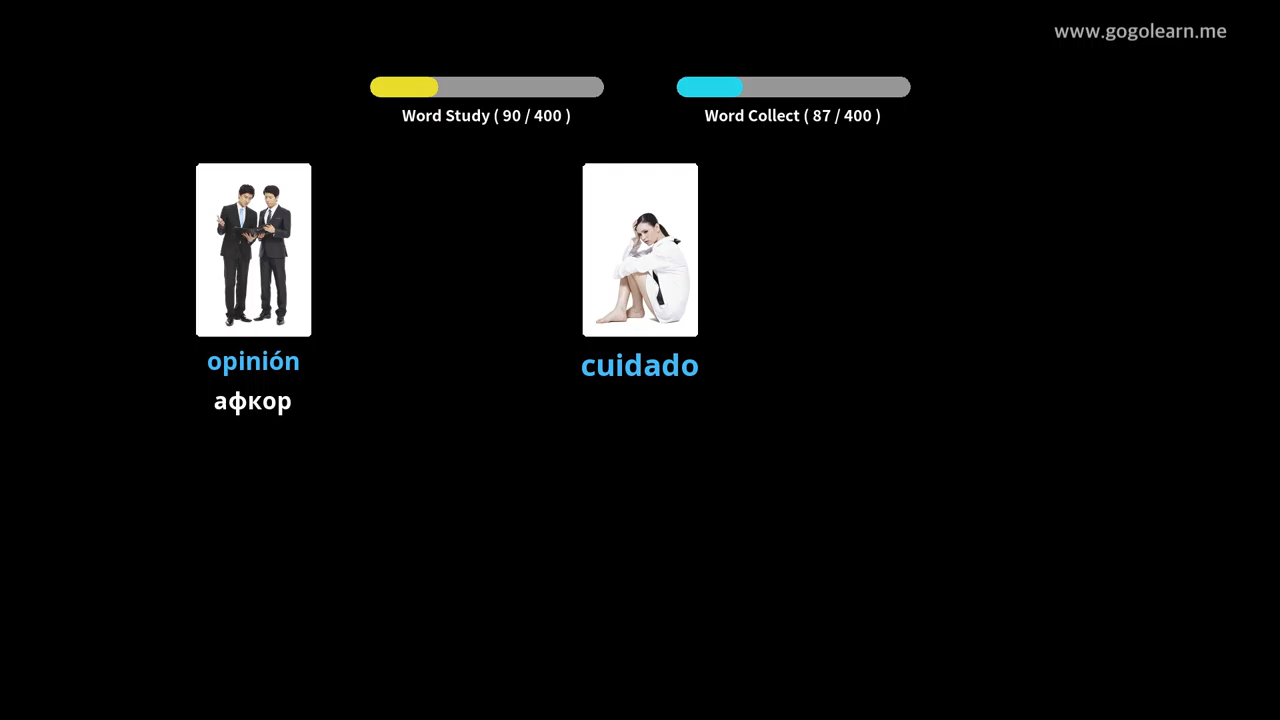 www.gogolearn.me
Word Study ( 90 / 400 )
Word Collect ( 87 / 400 )
opinión
афкор
cuidado